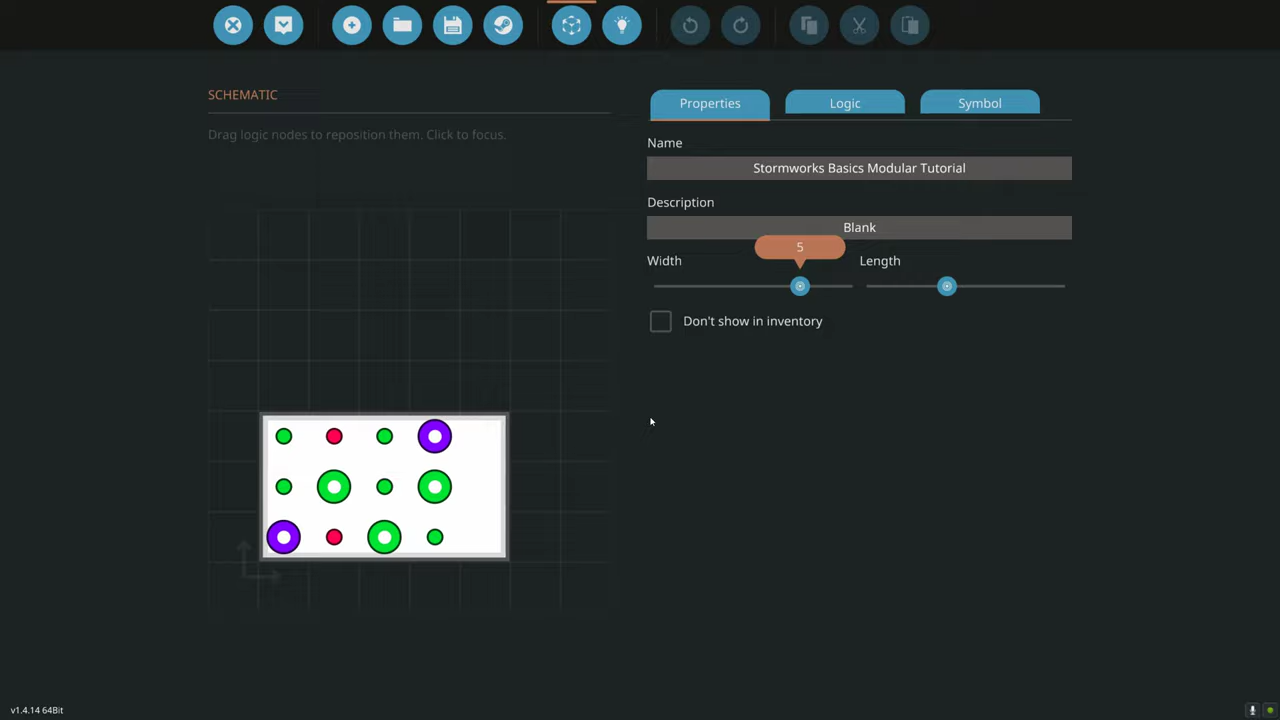 SCHEMATIC
Drag logic nodes to reposition them. Click to focus.
Properties
Logic
Symbol
Name
Stormworks Basics Modular Tutorial
Description
Blank
5
Width
Length
Don't show in inventory
v1.4.14 64Bit